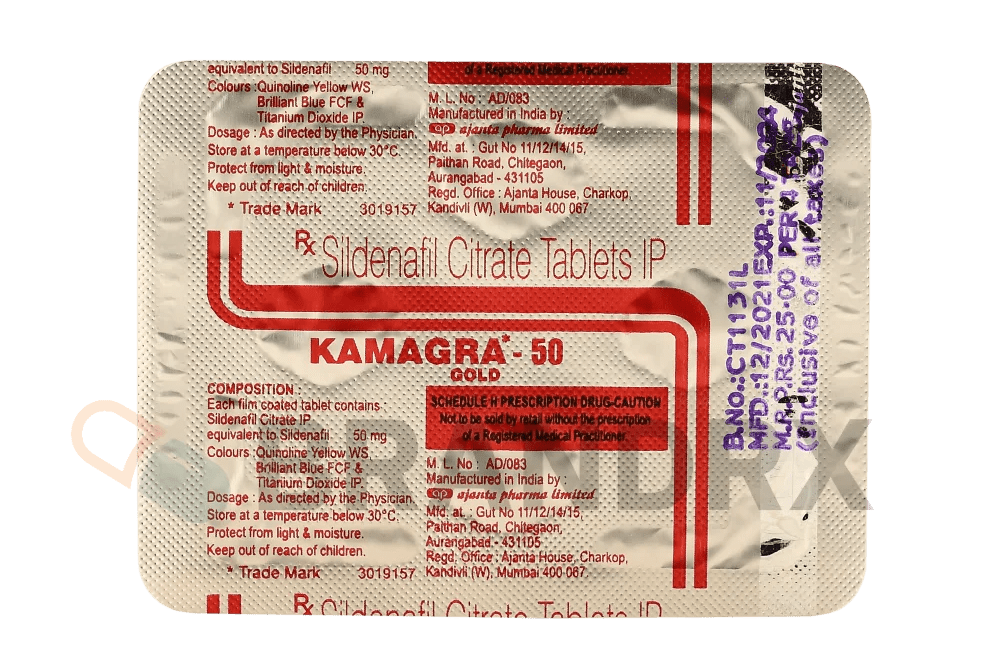 equivalent to Sildenafil 50 mg
Colours : Quinoline Yellow WS,
Brilliant Blue FCF &
Titanium Dioxide IP.
Dosage : As directed by the Physician.
Store at a temperature below 30°C.
Protect from light & moisture.
Keep out of reach of children.
* Trade Mark 3019157
of a Registered Medical Practitioner.
M. L. No : AD/083
Manufactured in India by :
ap ajanta pharma limited
Mfd. at. : Gut No 11/12/14/15,
Paithan Road, Chitegaon,
Aurangabad - 431105
Regd. Office : Ajanta House, Charkop,
Kandivli (W), Mumbai 400 067
Rx Sildenafil Citrate Tablets IP
KAMAGRA* - 50
GOLD
COMPOSITION :
Each film coated tablet contains :
Sildenafil Citrate IP
equivalent to Sildenafil 50 mg
Colours : Quinoline Yellow WS,
Brilliant Blue FCF &
Titanium Dioxide IP.
Dosage : As directed by the Physician.
Store at a temperature below 30°C.
Protect from light & moisture.
Keep out of reach of children.
* Trade Mark 3019157
SCHEDULE H PRESCRIPTION DRUG-CAUTION
Not to be sold by retail without the prescription
of a Registered Medical Practitioner.
M. L. No : AD/083
Manufactured in India by :
ap ajanta pharma limited
Mfd. at. : Gut No 11/12/14/15,
Paithan Road, Chitegaon,
Aurangabad - 431105
Regd. Office : Ajanta House, Charkop,
Kandivli (W), Mumbai 400 067.
Rx Sildenafil Citrate Tablets IP
B.NO.:CT1131L
MFD.:12/2021 EXP.:11/2024
M.R.P.RS. 25.00 PER
(inclusive of all taxes)
BRANDRX